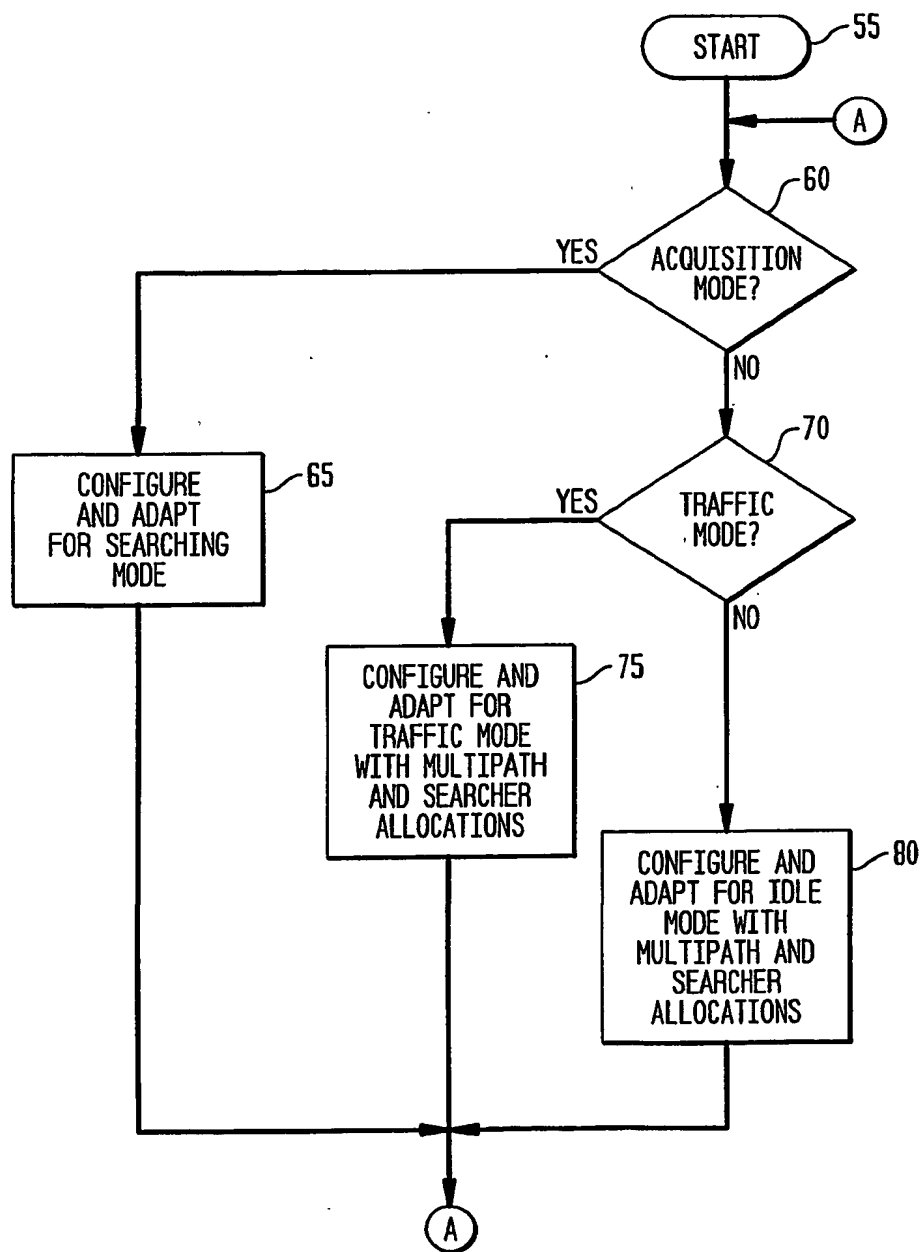 START
55
A
60
YES
ACQUISITION
MODE?
NO
70
65
CONFIGURE
AND ADAPT
FOR SEARCHING
MODE
YES
TRAFFIC
MODE?
NO
75
CONFIGURE AND
ADAPT FOR
TRAFFIC MODE
WITH MULTIPATH
AND SEARCHER
ALLOCATIONS
80
CONFIGURE AND
ADAPT FOR IDLE
MODE WITH
MULTIPATH AND
SEARCHER
ALLOCATIONS
A